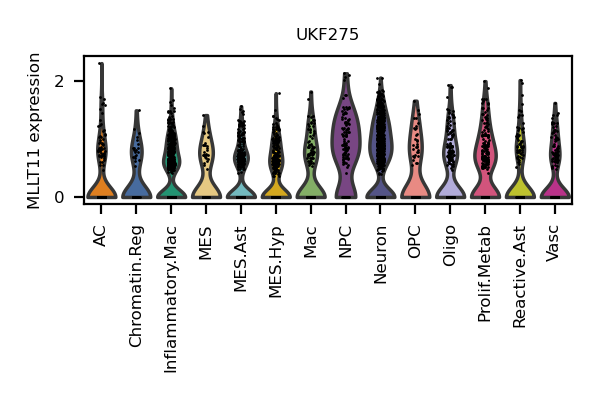 UKF275
MLLT11 expression
2
0
AC
Chromatin.Reg
Inflammatory.Mac
MES
MES.Ast
MES.Hyp
Mac
NPC
Neuron
OPC
Oligo
Prolif.Metab
Reactive.Ast
Vasc